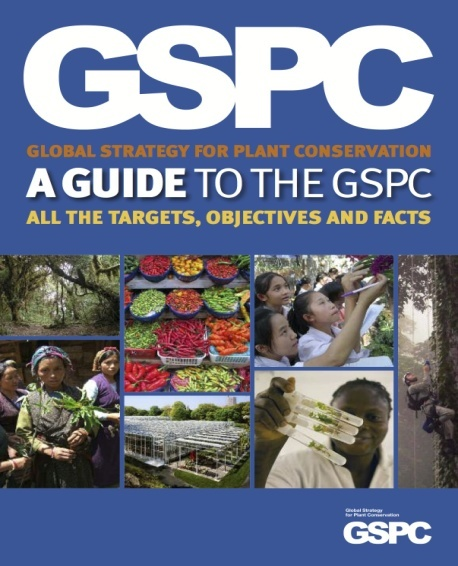 GSPC
GLOBAL STRATEGY FOR PLANT CONSERVATION
A GUIDE TO THE GSPC
ALL THE TARGETS, OBJECTIVES AND FACTS
Global Strategy
for Plant Conservation
GSPC